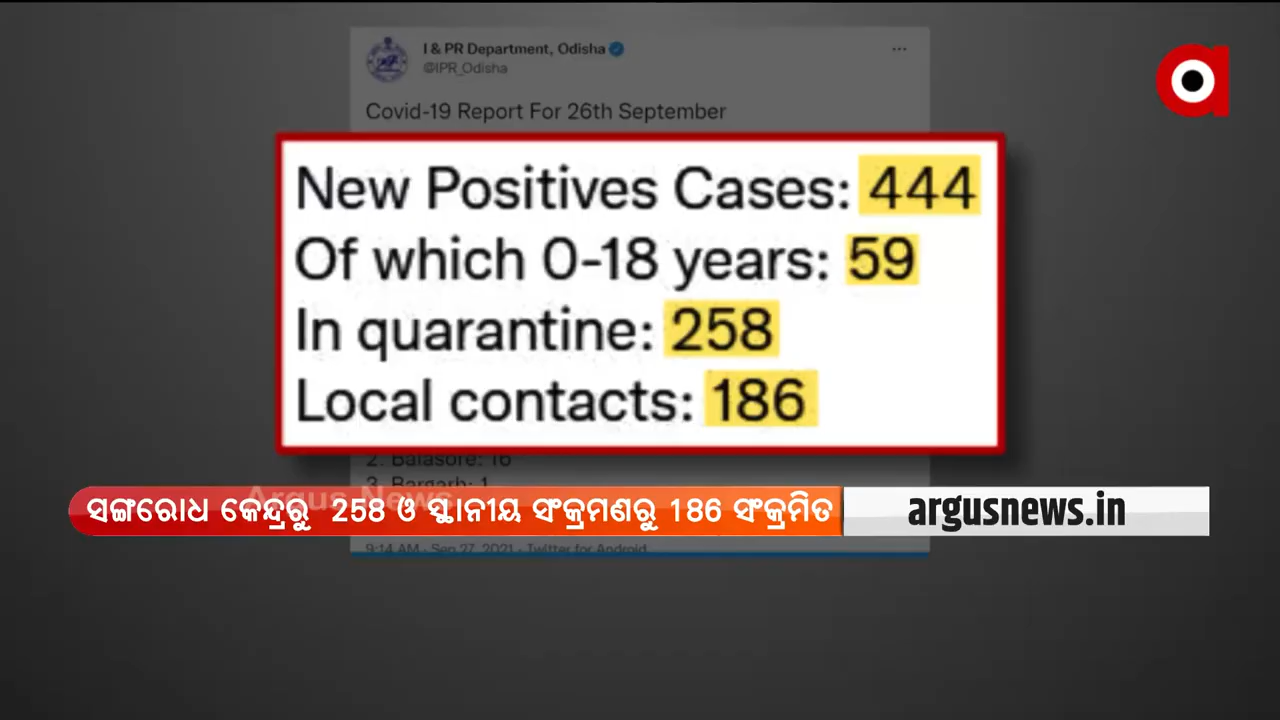 I & PR Department, Odisha
@IPR_Odisha
Covid-19 Report For 26th September
New Positives Cases: 444
Of which 0-18 years: 59
In quarantine: 258
Local contacts: 186
2. Balasore: 16
3. Bargarh: 1
Argus News
ସଙ୍ଗରୋଧ କେନ୍ଦ୍ରରୁ 258 ଓ ସ୍ଥାନୀୟ ସଂକ୍ରମଣରୁ 186 ସଂକ୍ରମିତ
argusnews.in
9:14 AM · Sep 27, 2021 · Twitter for Android